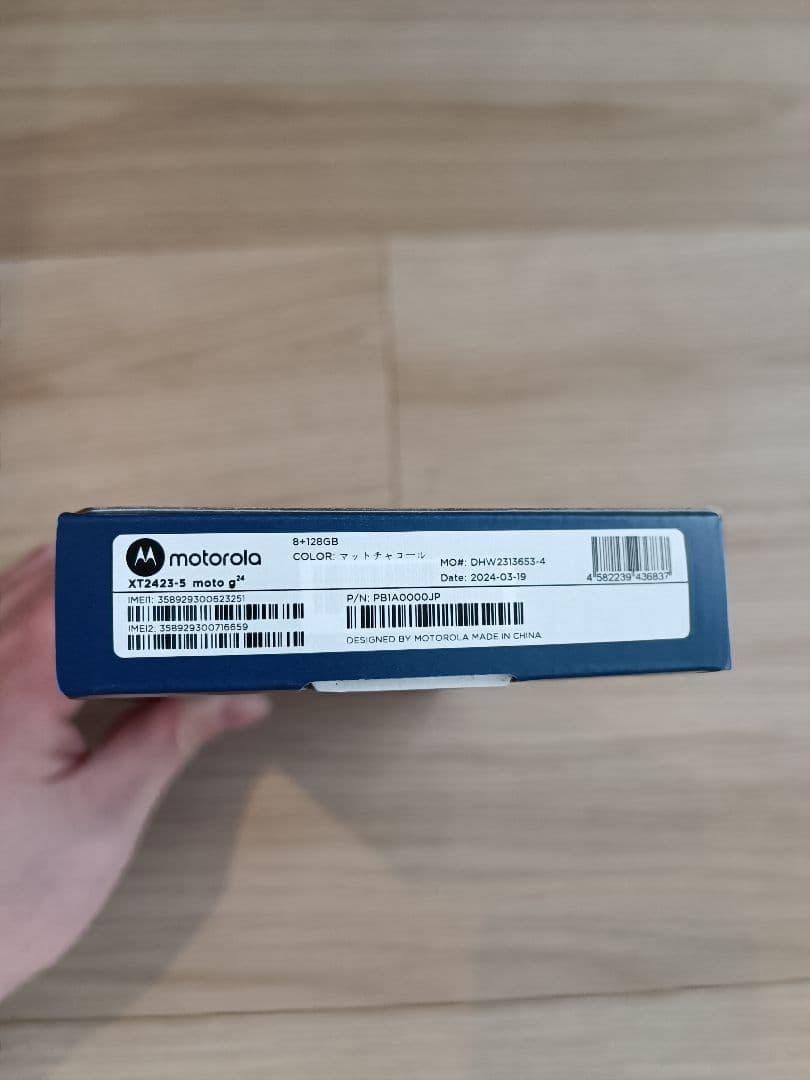 motorola
XT2423-5 moto g24
8+128GB
COLOR: マットチャコール
MO#: DHW2313653-4
Date: 2024-03-19
4 582239 436837
IMEI1: 358929300623251
IMEI2: 358929300716659
P/N: PB1A0000JP
DESIGNED BY MOTOROLA MADE IN CHINA